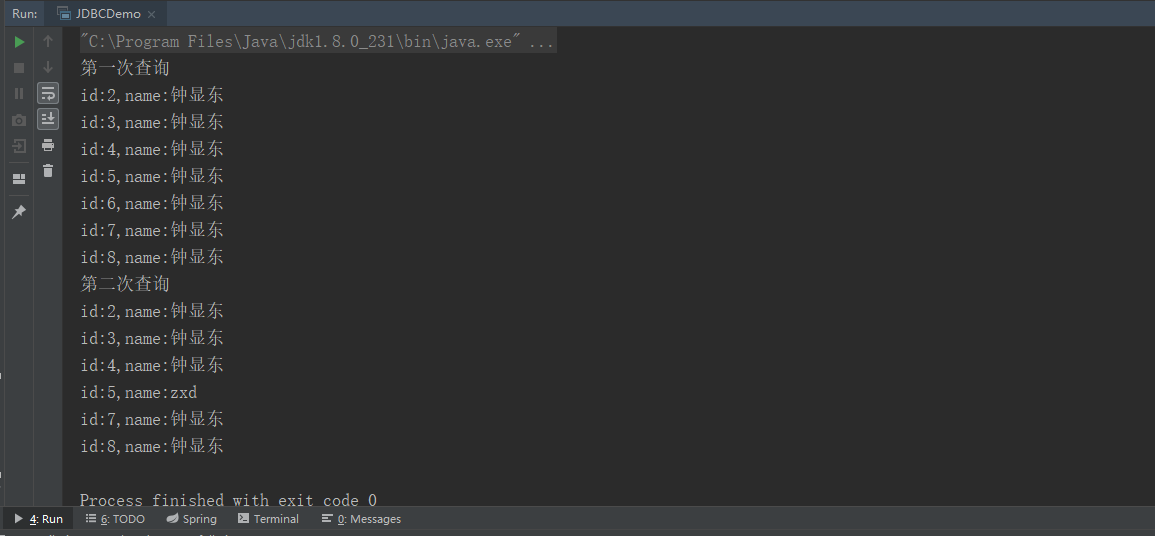 Run: JDBCDemo
"C:\Program Files\Java\jdk1.8.0_231\bin\java.exe" ...
第一次查询
id:2,name:钟显东
id:3,name:钟显东
id:4,name:钟显东
id:5,name:钟显东
id:6,name:钟显东
id:7,name:钟显东
id:8,name:钟显东
第二次查询
id:2,name:钟显东
id:3,name:钟显东
id:4,name:钟显东
id:5,name:zxd
id:7,name:钟显东
id:8,name:钟显东
Process finished with exit code 0
4: Run 6: TODO Spring Terminal 0: Messages